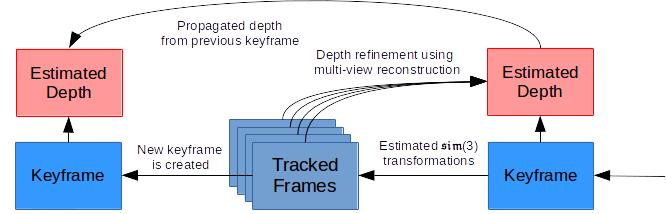 Propagated depth
from previous keyframe
Estimated
Depth
Depth refinement using
multi-view reconstruction
Estimated
Depth
Keyframe
New keyframe
is created
Tracked
Frames
Estimated 𝖘𝖎𝖒(3)
transformations
Keyframe